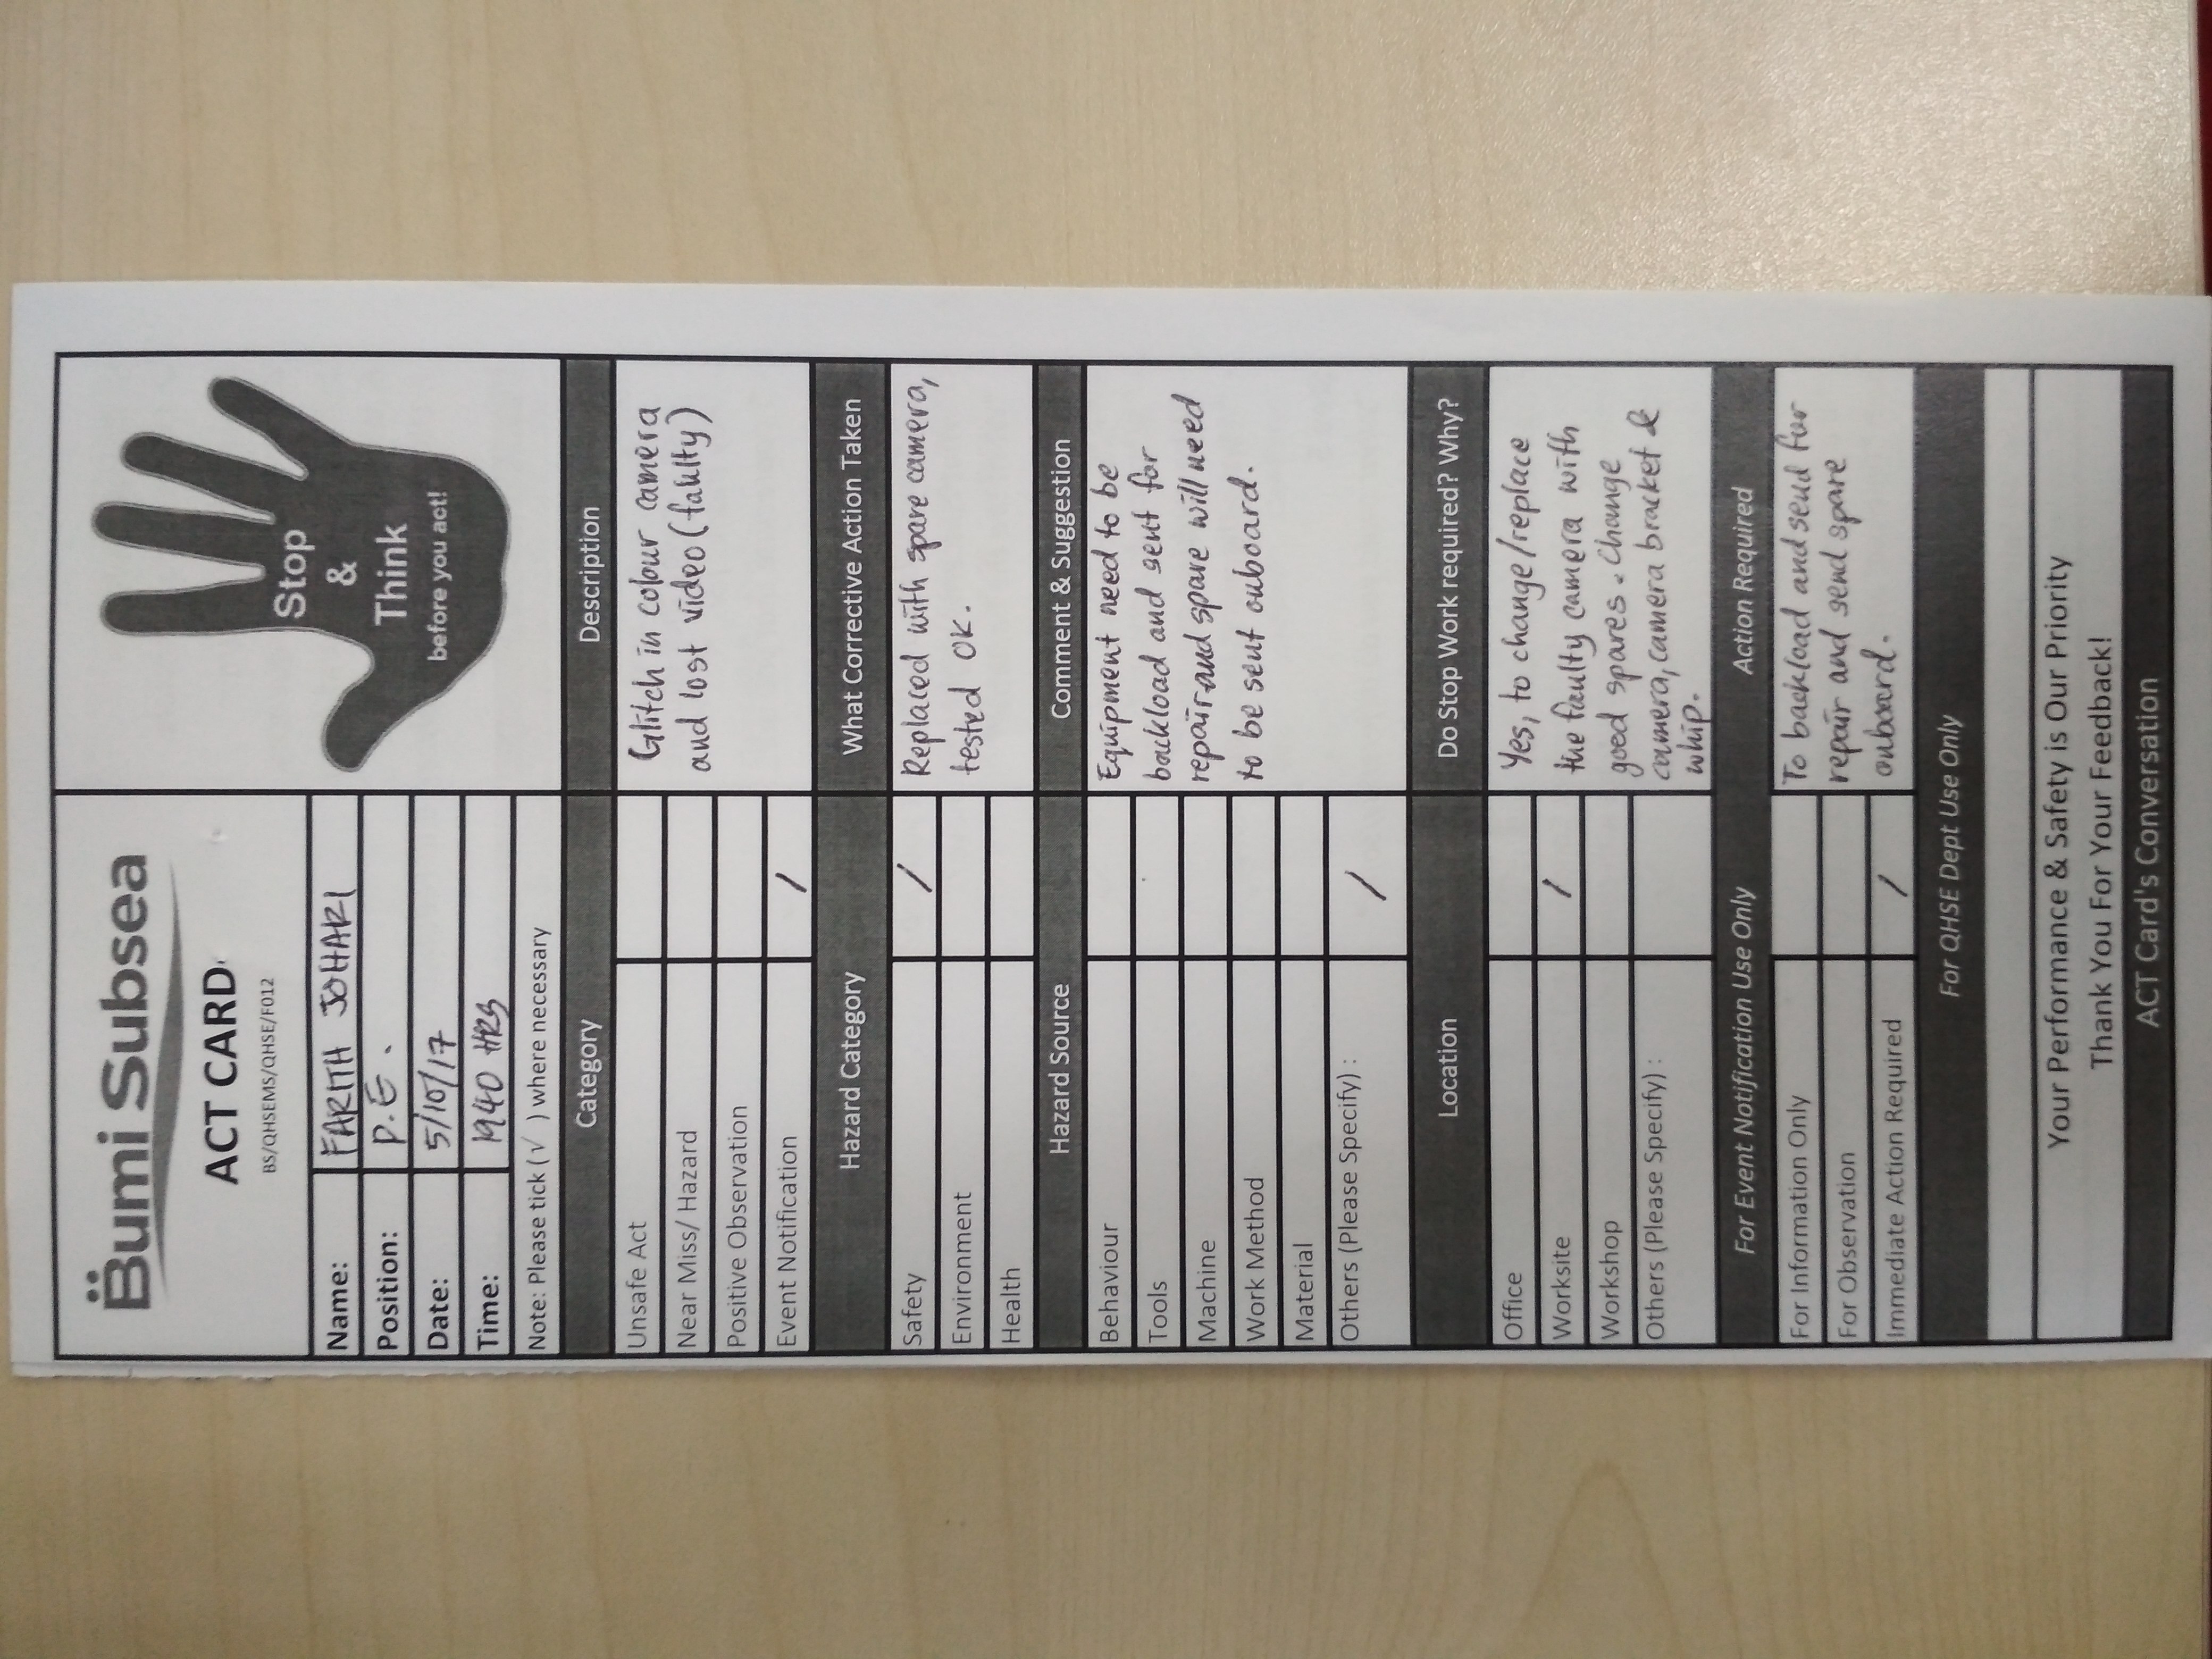 Bumi Subsea
ACT CARD
BS/QHSEMS/QHSE/F012
Stop
&
Think
before you act!
Name: FARITH JOHARI
Position: P.E.
Date: 5/10/17
Time: 1940 HRS
Note: Please tick (√ ) where necessary
Category
Description
Unsafe Act
Near Miss/ Hazard
Positive Observation
Event Notification /
Glitch in colour camera
and lost video (faulty)
Hazard Category
What Corrective Action Taken
Safety /
Environment
Health
Replaced with spare camera,
tested OK.
Hazard Source
Comment & Suggestion
Behaviour
Tools
Machine
Work Method
Material
Others (Please Specify) : /
Equipment need to be
backload and sent for
repair and spare will need
to be sent onboard.
Location
Do Stop Work required? Why?
Office
Worksite /
Workshop
Others (Please Specify) :
Yes, to change/replace
the faulty camera with
good spares. Change
camera, camera bracket &
whip.
For Event Notification Use Only
Action Required
For Information Only
For Observation
Immediate Action Required /
To backload and send for
repair and send spare
onboard.
For QHSE Dept Use Only
Your Performance & Safety is Our Priority
Thank You For Your Feedback!
ACT Card's Conversation